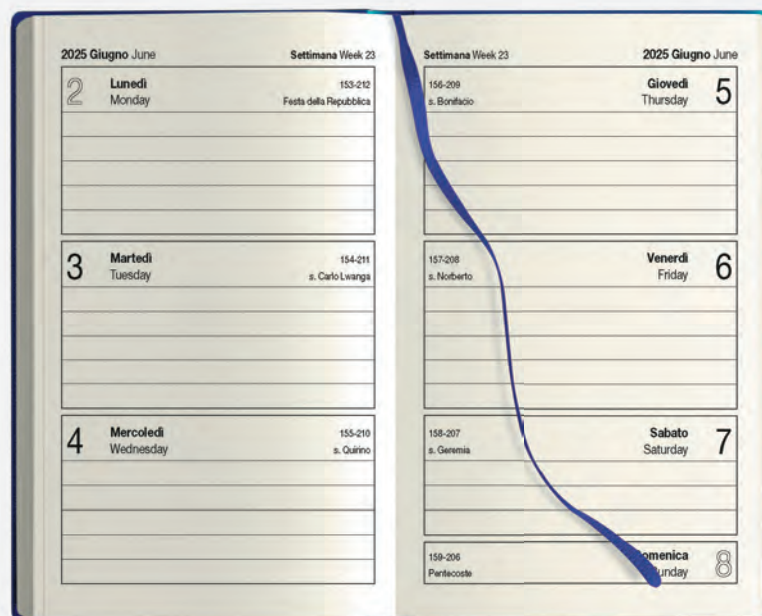 2025 Giugno June Settimana Week 23
2 Lunedì 153-212
Monday Festa della Repubblica
3 Martedì 154-211
Tuesday s. Carlo Lwanga
4 Mercoledì 155-210
Wednesday s. Quirino
Settimana Week 23 2025 Giugno June
156-209 Giovedì 5
s. Bonifacio Thursday
157-208 Venerdì 6
s. Norberto Friday
158-207 Sabato 7
s. Geremia Saturday
159-206 omenica 8
Pentecoste unday